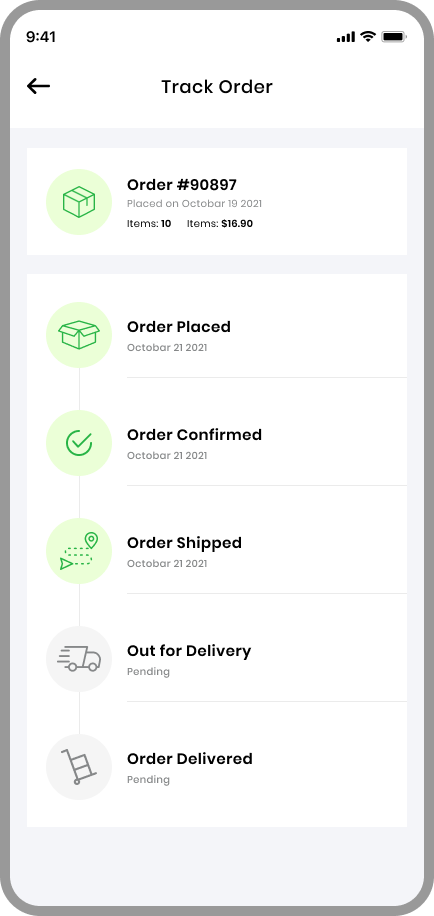 9:41
Track Order
Order #90897
Placed on Octobar 19 2021
Items: 10 Items: $16.90
Order Placed
Octobar 21 2021
Order Confirmed
Octobar 21 2021
Order Shipped
Octobar 21 2021
Out for Delivery
Pending
Order Delivered
Pending